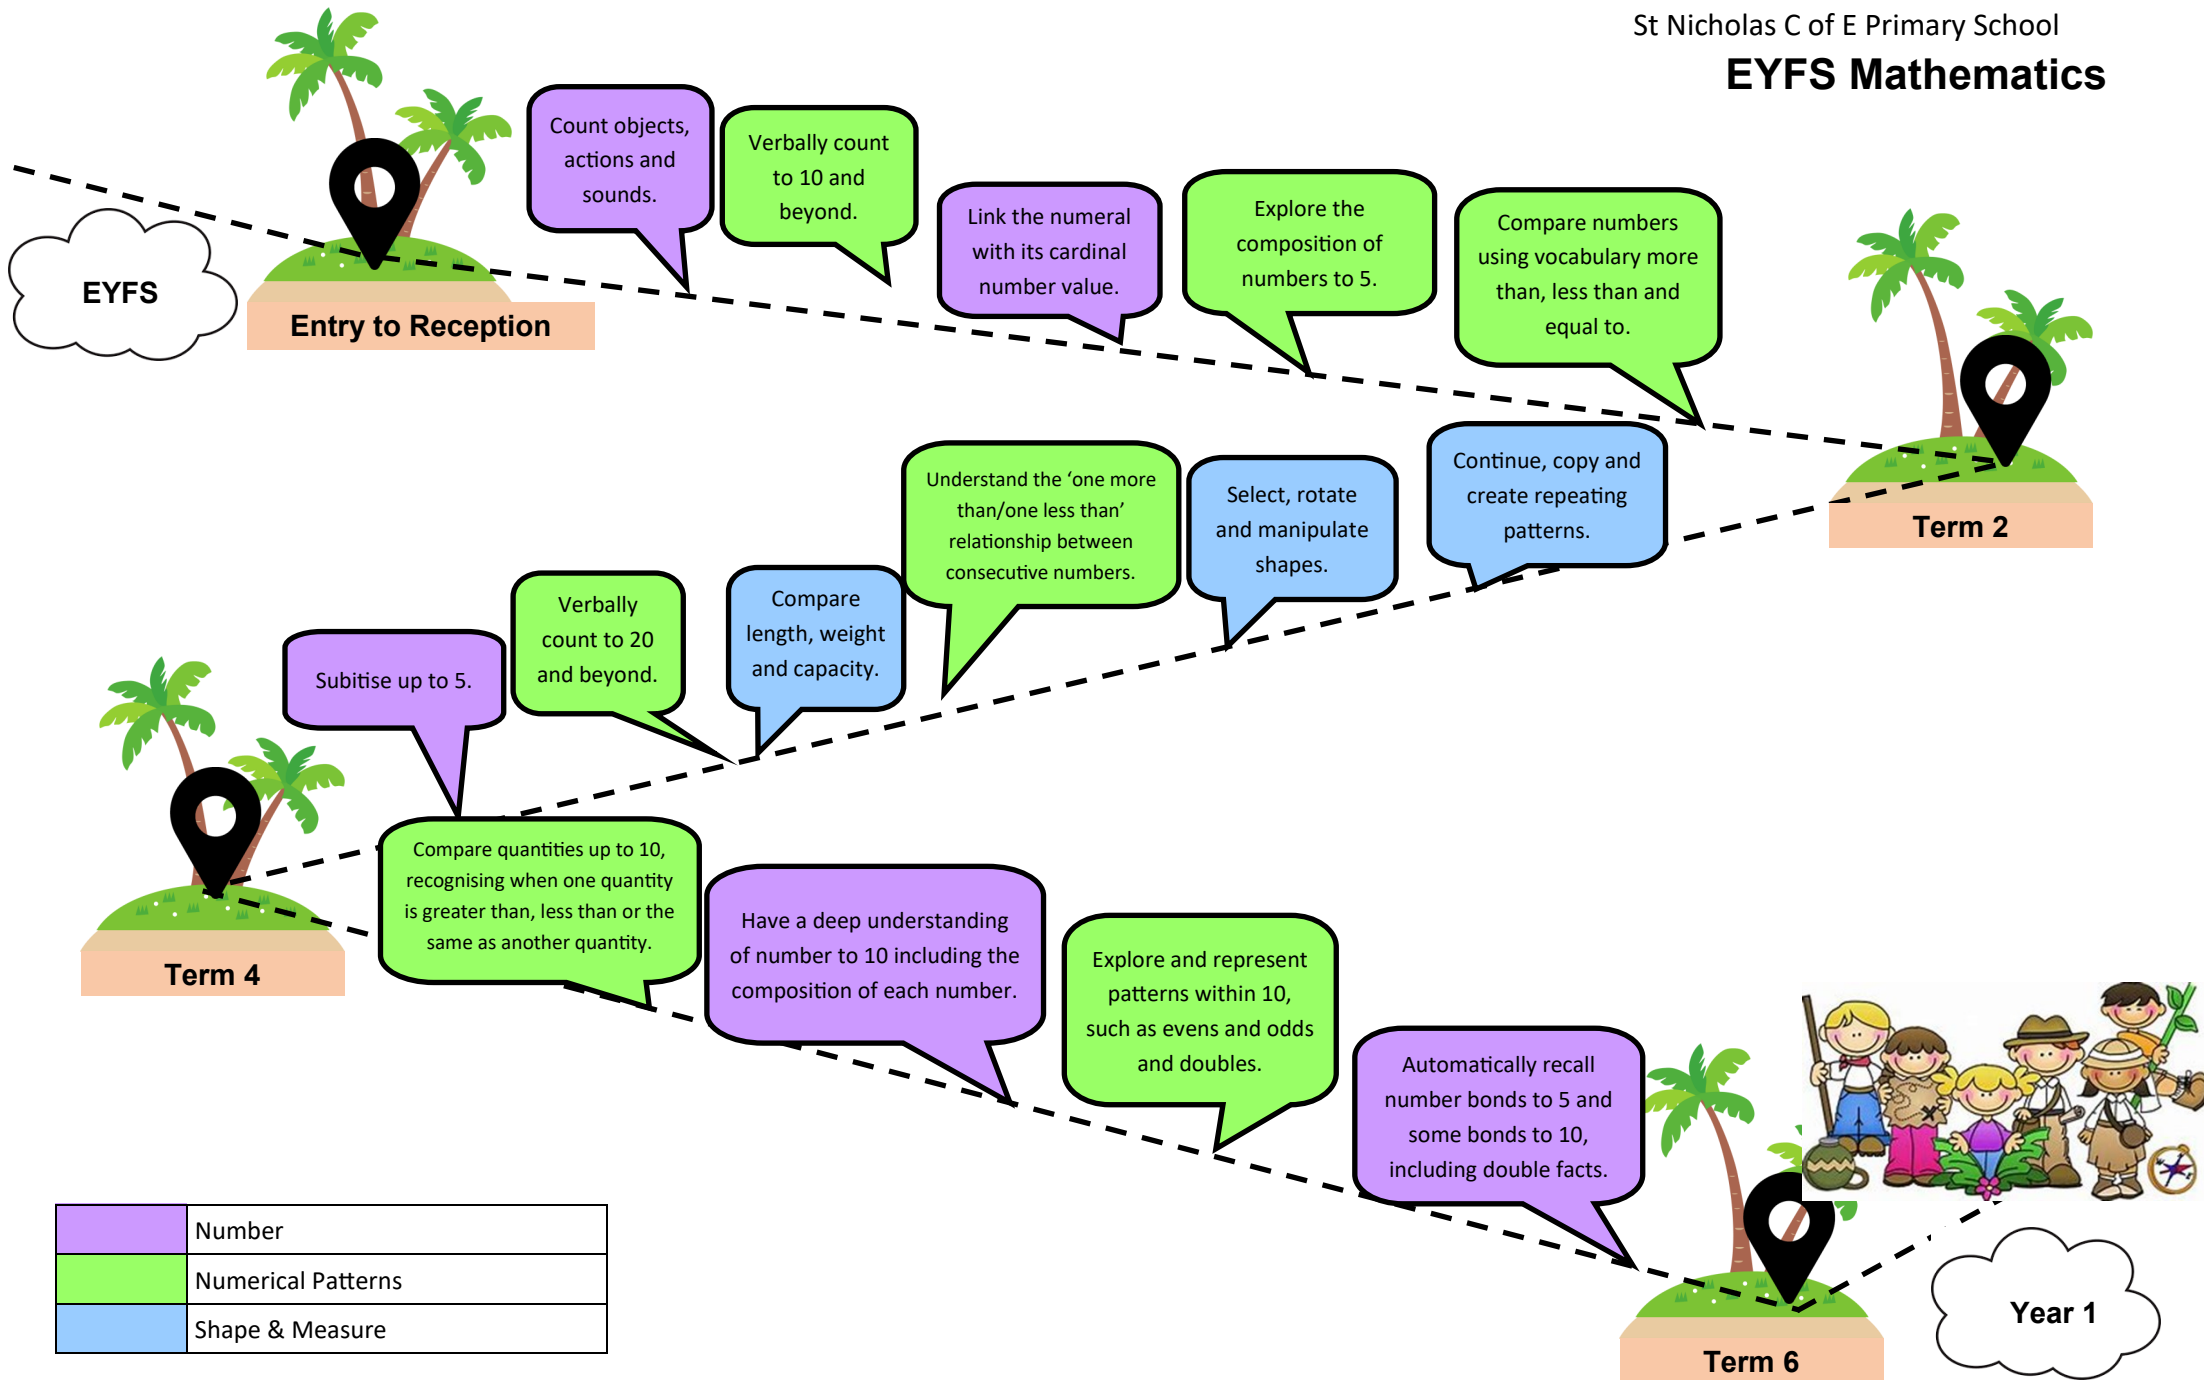 St Nicholas C of E Primary School
EYFS Mathematics
EYFS
Entry to Reception
Count objects,
actions and
sounds.
Verbally count
to 10 and
beyond.
Link the numeral
with its cardinal
number value.
Explore the
composition of
numbers to 5.
Compare numbers
using vocabulary more
than, less than and
equal to.
Term 2
Continue, copy and
create repeating
patterns.
Select, rotate
and manipulate
shapes.
Understand the ‘one more
than/one less than’
relationship between
consecutive numbers.
Compare
length, weight
and capacity.
Verbally
count to 20
and beyond.
Subitise up to 5.
Term 4
Compare quantities up to 10,
recognising when one quantity
is greater than, less than or the
same as another quantity.
Have a deep understanding
of number to 10 including the
composition of each number.
Explore and represent
patterns within 10,
such as evens and odds
and doubles.
Automatically recall
number bonds to 5 and
some bonds to 10,
including double facts.
Term 6
Year 1
Number
Numerical Patterns
Shape & Measure